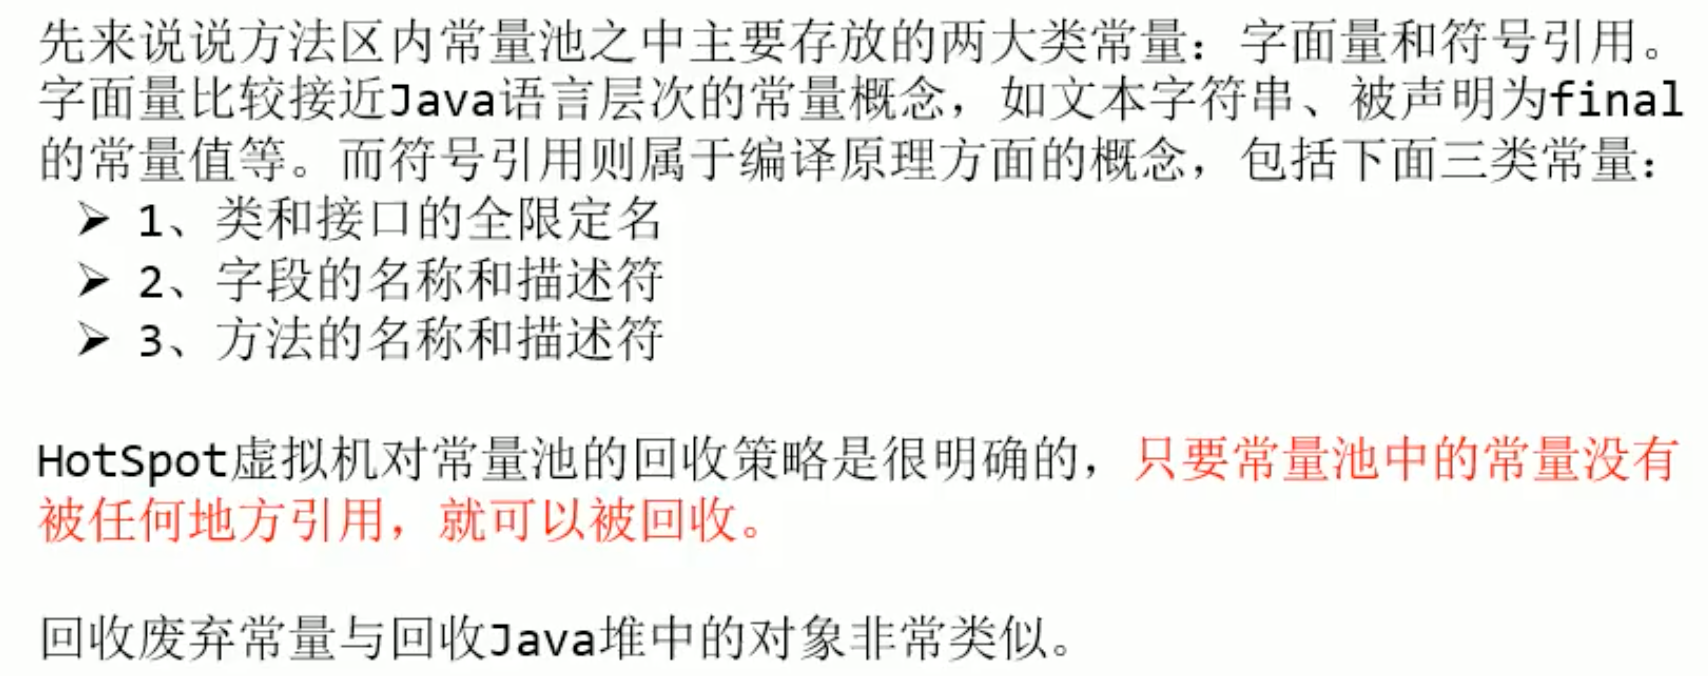 先来说说方法区内常量池之中主要存放的两大类常量：字面量和符号引用。
字面量比较接近Java语言层次的常量概念，如文本字符串、被声明为final
的常量值等。而符号引用则属于编译原理方面的概念，包括下面三类常量：
➢ 1、类和接口的全限定名
➢ 2、字段的名称和描述符
➢ 3、方法的名称和描述符
HotSpot虚拟机对常量池的回收策略是很明确的，只要常量池中的常量没有
被任何地方引用，就可以被回收。
回收废弃常量与回收Java堆中的对象非常类似。